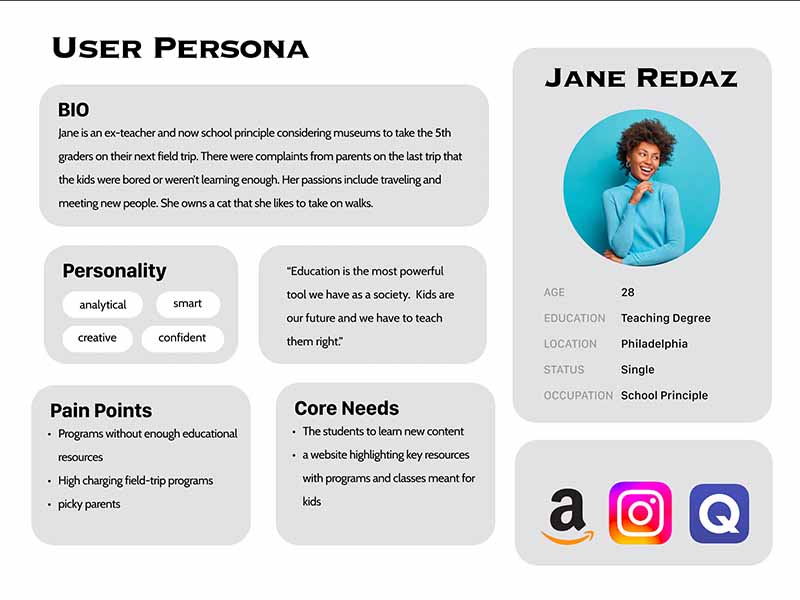 USER PERSONA
BIO
Jane is an ex-teacher and now school principle considering museums to take the 5th
graders on their next field trip. There were complaints from parents on the last trip that
the kids were bored or weren't learning enough. Her passions include traveling and
meeting new people. She owns a cat that she likes to take on walks.
Personality
analytical
smart
creative
confident
“Education is the most powerful
tool we have as a society.  Kids are
our future and we have to teach
them right.”
Pain Points
• Programs without enough educational
resources
• High charging field-trip programs
• picky parents
Core Needs
• The students to learn new content
• a website highlighting key resources
with programs and classes meant for
kids
JANE REDAZ
AGE 28
EDUCATION Teaching Degree
LOCATION Philadelphia
STATUS Single
OCCUPATION School Principle
a
Q